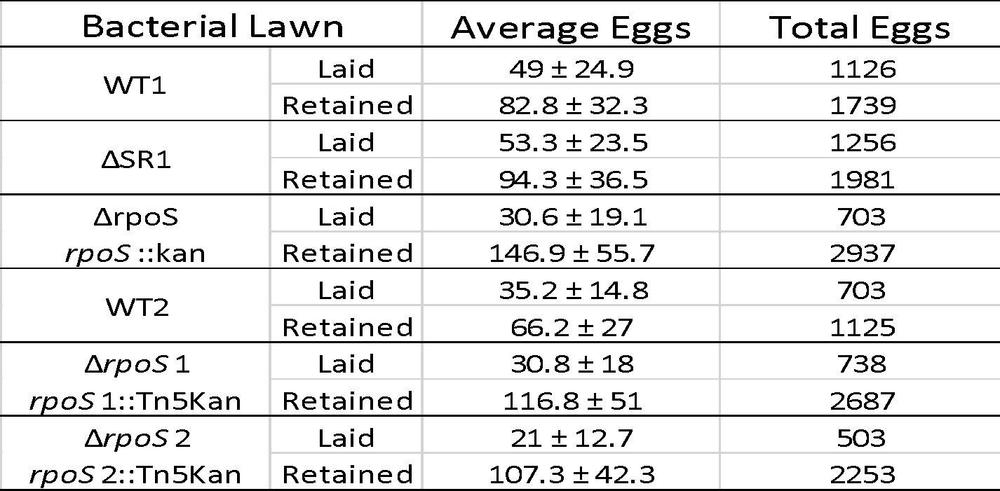 Bacterial Lawn Average Eggs Total Eggs
WT1 Laid 49 ± 24.9 1126
Retained 82.8 ± 32.3 1739
ΔSR1 Laid 53.3 ± 23.5 1256
Retained 94.3 ± 36.5 1981
ΔrpoS Laid 30.6 ± 19.1 703
rpoS ::kan Retained 146.9 ± 55.7 2937
WT2 Laid 35.2 ± 14.8 703
Retained 66.2 ± 27 1125
ΔrpoS 1 Laid 30.8 ± 18 738
rpoS 1::Tn5Kan Retained 116.8 ± 51 2687
ΔrpoS 2 Laid 21 ± 12.7 503
rpoS 2::Tn5Kan Retained 107.3 ± 42.3 2253